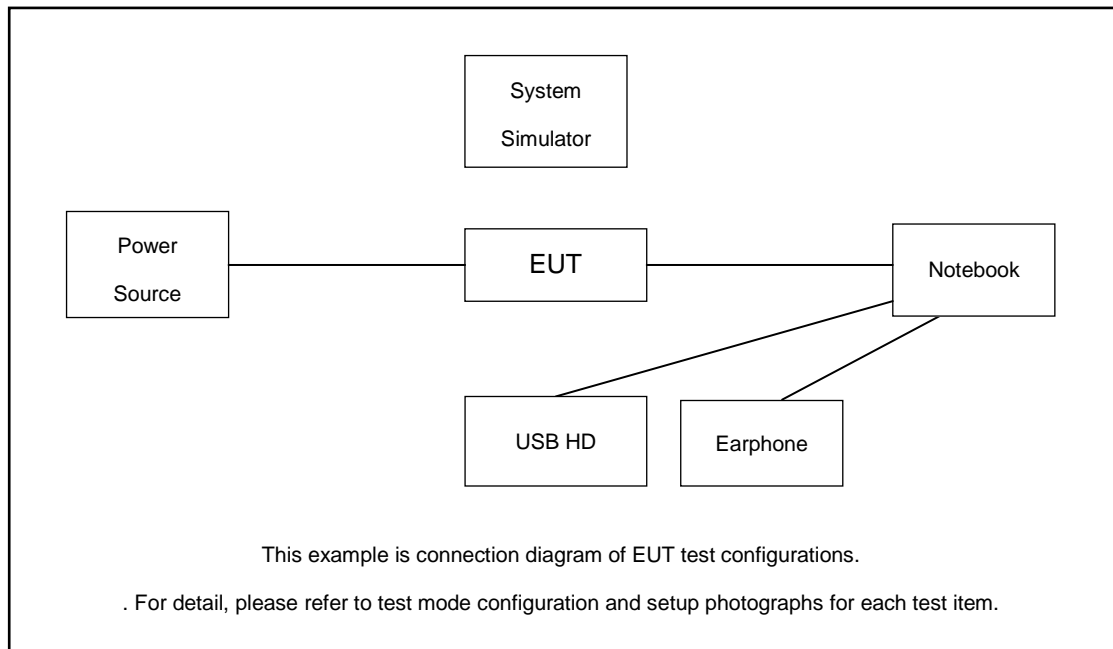 System
Simulator
Power
Source
EUT
Notebook
USB HD
Earphone
This example is connection diagram of EUT test configurations.
. For detail, please refer to test mode configuration and setup photographs for each test item.